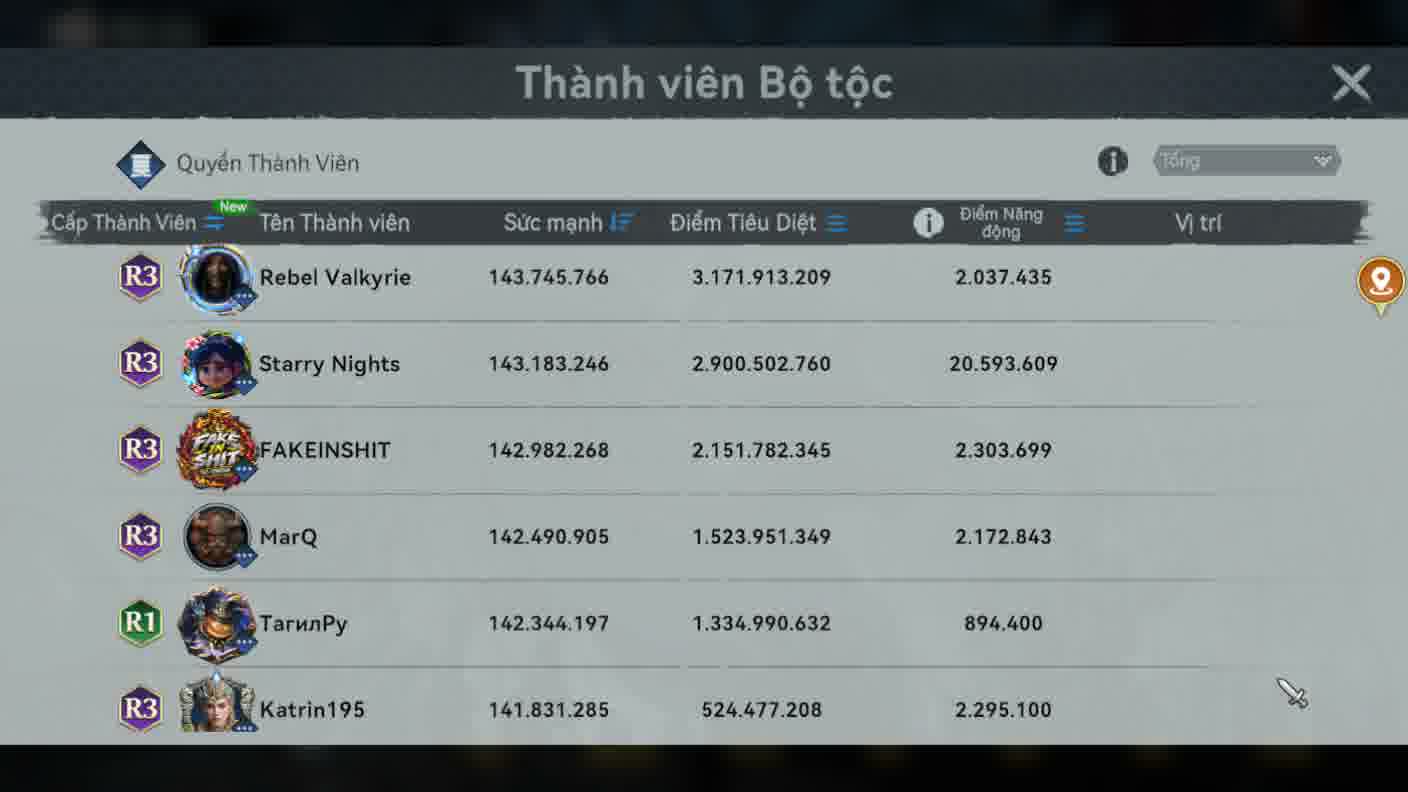 Thành viên Bộ tộc
Quyền Thành Viên
Tổng
Cấp Thành Viên New Tên Thành viên Sức mạnh Điểm Tiêu Diệt Điểm Năng động Vị trí
R3 Rebel Valkyrie 143.745.766 3.171.913.209 2.037.435
R3 Starry Nights 143.183.246 2.900.502.760 20.593.609
R3 FAKE IN SHIT FAKEINSHIT 142.982.268 2.151.782.345 2.303.699
R3 MarQ 142.490.905 1.523.951.349 2.172.843
R1 ТагилРу 142.344.197 1.334.990.632 894.400
R3 Katrin195 141.831.285 524.477.208 2.295.100